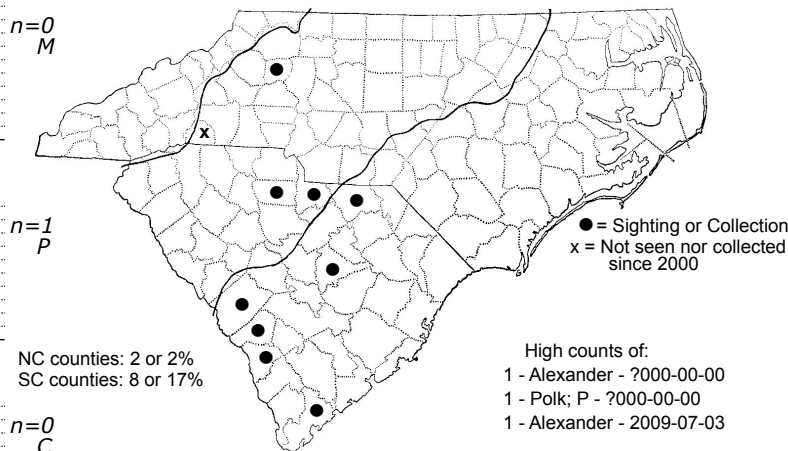 n=0
M
n=1
P
n=0
C
x
● = Sighting or Collection
x = Not seen nor collected
since 2000
NC counties: 2 or 2%
SC counties: 8 or 17%
High counts of:
1 - Alexander - ?000-00-00
1 - Polk; P - ?000-00-00
1 - Alexander - 2009-07-03